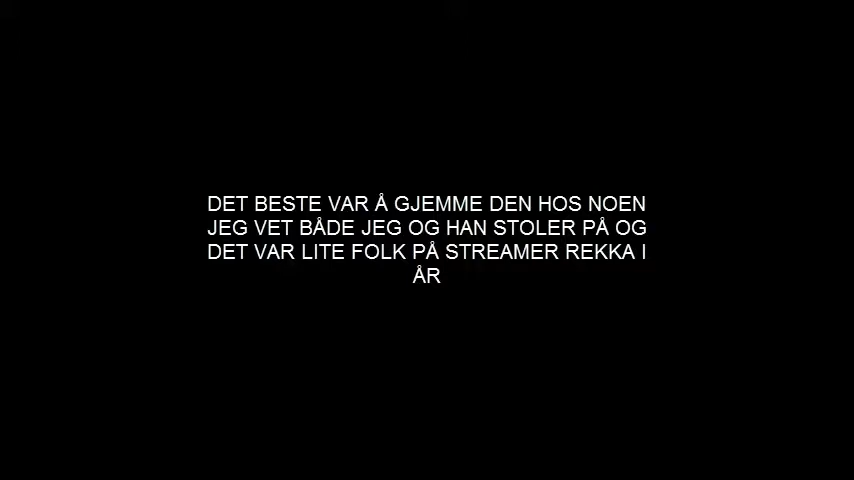 DET BESTE VAR Å GJEMME DEN HOS NOEN
JEG VET BÅDE JEG OG HAN STOLER PÅ OG
DET VAR LITE FOLK PÅ STREAMER REKKA I
ÅR